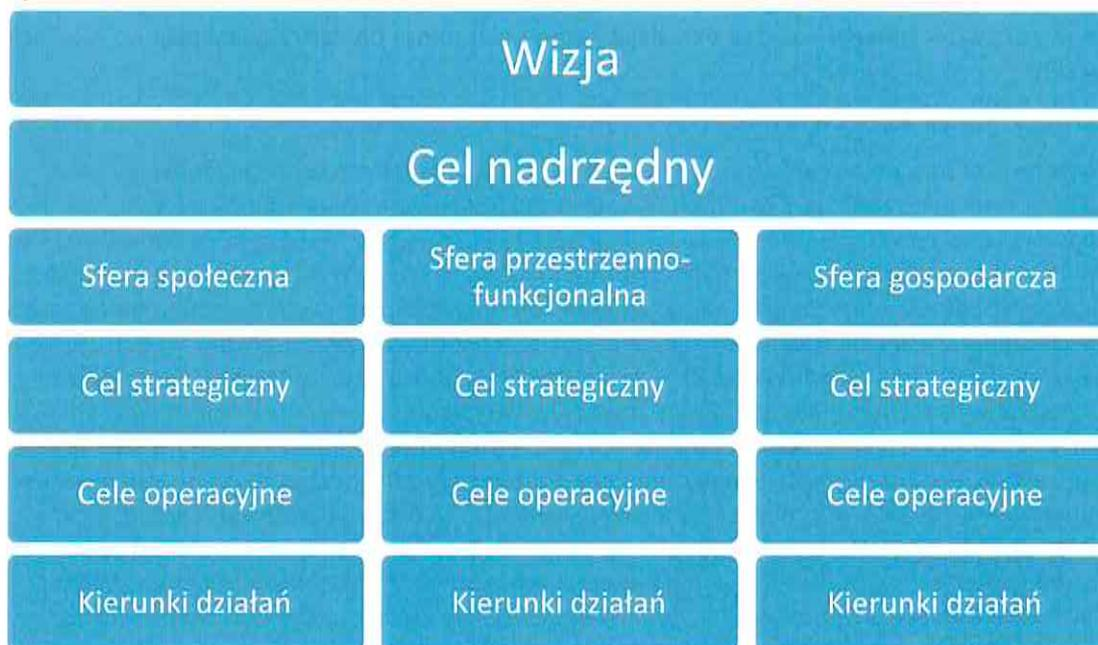 Wizja
Cel nadrzędny
Sfera społeczna
Sfera przestrzenno-
funkcjonalna
Sfera gospodarcza
Cel strategiczny
Cel strategiczny
Cel strategiczny
Cele operacyjne
Cele operacyjne
Cele operacyjne
Kierunki działań
Kierunki działań
Kierunki działań